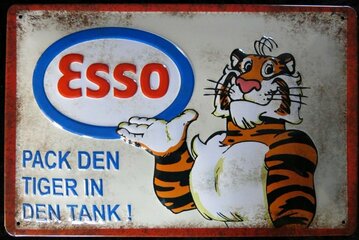 Esso
PACK DEN
TIGER IN
DEN TANK !